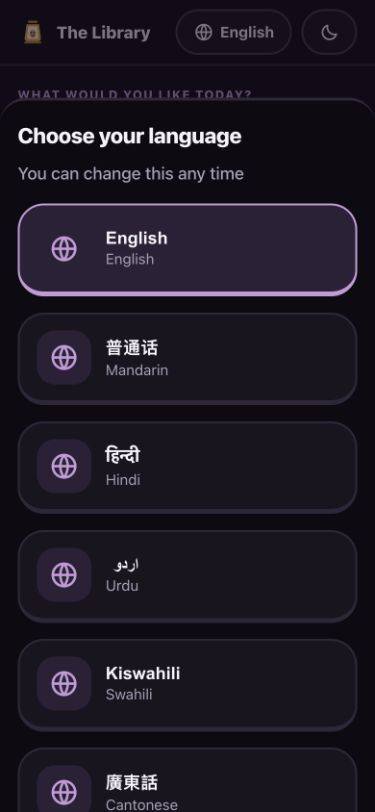 The Library
English
WHAT WOULD YOU LIKE TODAY?
Choose your language
You can change this any time
English
English
普通话
Mandarin
हिन्दी
Hindi
اردو
Urdu
Kiswahili
Swahili
廣東話
Cantonese